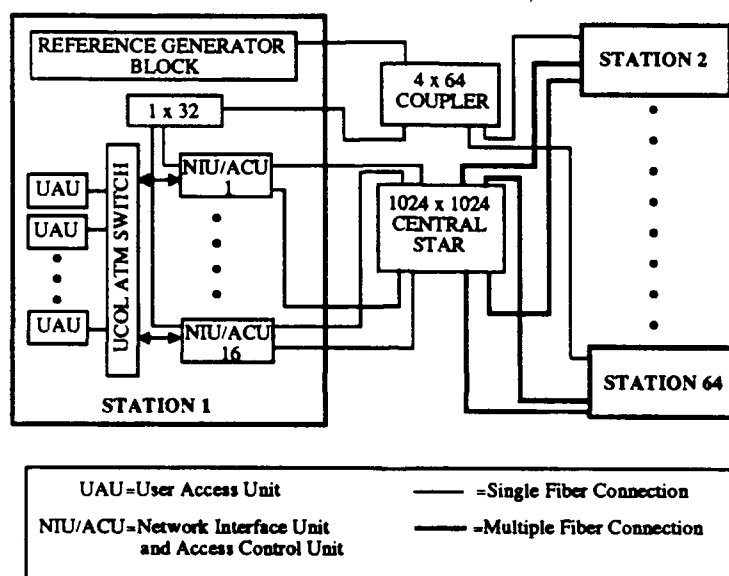 REFERENCE GENERATOR
BLOCK
1 x 32
4 x 64
COUPLER
STATION 2
UAU
UAU
UAU
UCOL ATM SWITCH
NIU/ACU
1
NIU/ACU
16
1024 x 1024
CENTRAL
STAR
STATION 64
STATION 1
UAU=User Access Unit
NIU/ACU=Network Interface Unit
and Access Control Unit
=Single Fiber Connection
=Multiple Fiber Connection